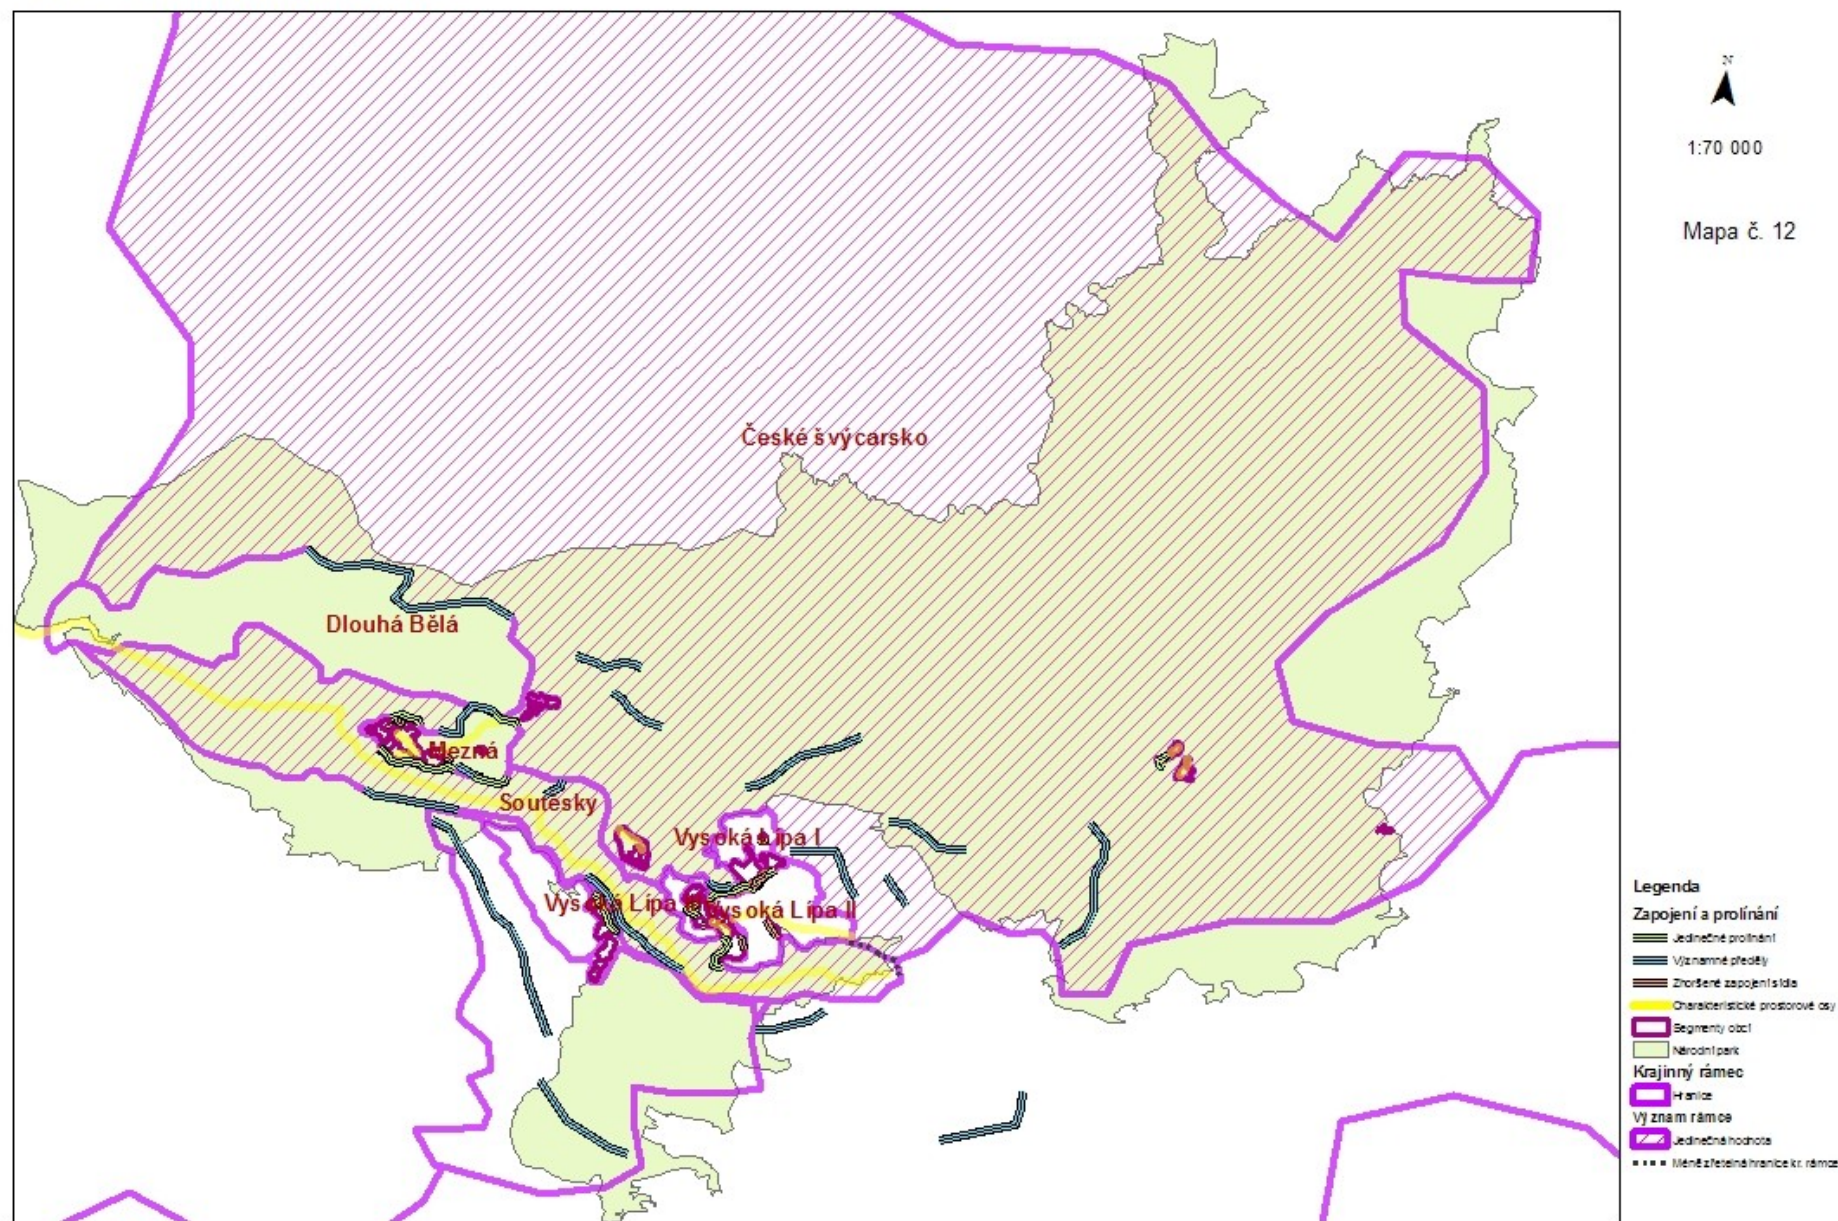 N
1:70 000
Mapa č. 12
České švýcarsko
Dlouhá Bělá
Mezná
Soutěsky
Vysoká Lípa I
Vysoká Lípa
Vysoká Lípa II
Legenda
Zapojení a prolínání
Jedinečné prolínání
Významné předěly
Zhoršené zapojení sídla
Charakteristické prostorové osy
Segmenty obcí
Národní park
Krajinný rámec
Hranice
Význam rámce
Jedinečná hodnota
Méně zřetelná hranice kr. rámce